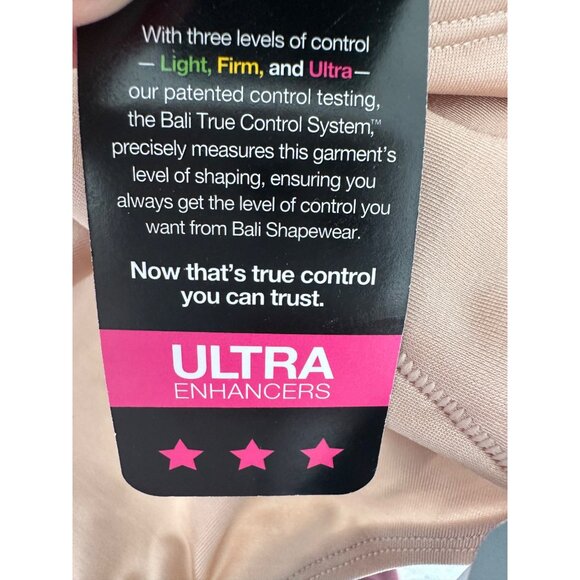 With three levels of control
— Light, Firm, and Ultra —
our patented control testing,
the Bali True Control System,™
precisely measures this garment's
level of shaping, ensuring you
always get the level of control you
want from Bali Shapewear.
Now that's true control
you can trust.
ULTRA
ENHANCERS